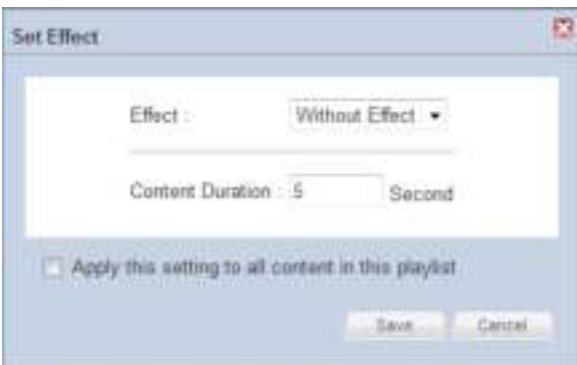 Set Effect
Effect :
Without Effect
Content Duration : 5 Second
Apply this setting to all content in this playlist
Save Cancel